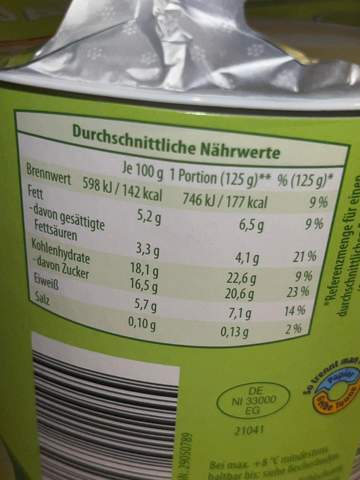 Durchschnittliche Nährwerte
Je 100 g 1 Portion (125 g)** % (125 g)*
Brennwert 598 kJ / 142 kcal 746 kJ / 177 kcal 9 %
Fett 5,2 g 6,5 g 9 %
-davon gesättigte
Fettsäuren 3,3 g 4,1 g 21 %
Kohlenhydrate 18,1 g 22,6 g 9 %
-davon Zucker 16,5 g 20,6 g 23 %
Eiweiß 5,7 g 7,1 g 14 %
Salz 0,10 g 0,13 g 2 %
*Referenzmenge für einen
durchschnittlichen
DE
NI 33000
EG
21041
So trennt man
Papier
29050789
Bei max. +8 °C mindestens
haltbar bis: siehe